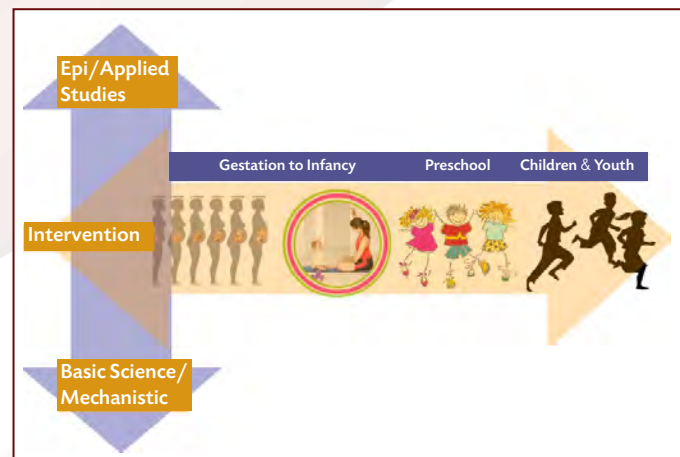 Epi/Applied
Studies
Gestation to Infancy
Preschool
Children & Youth
Intervention
Basic Science/
Mechanistic